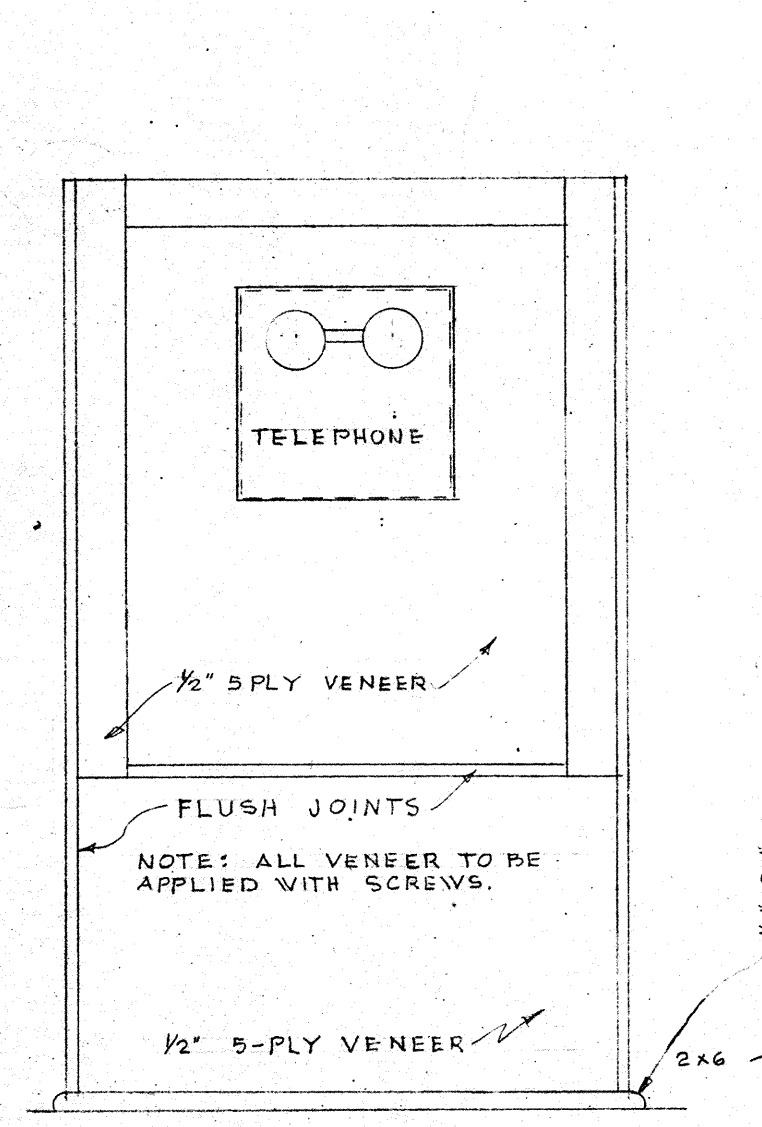 TELEPHONE
1/2" 5 PLY VENEER
FLUSH JOINTS
NOTE: ALL VENEER TO BE
APPLIED WITH SCREWS.
1/2" 5-PLY VENEER
2x6